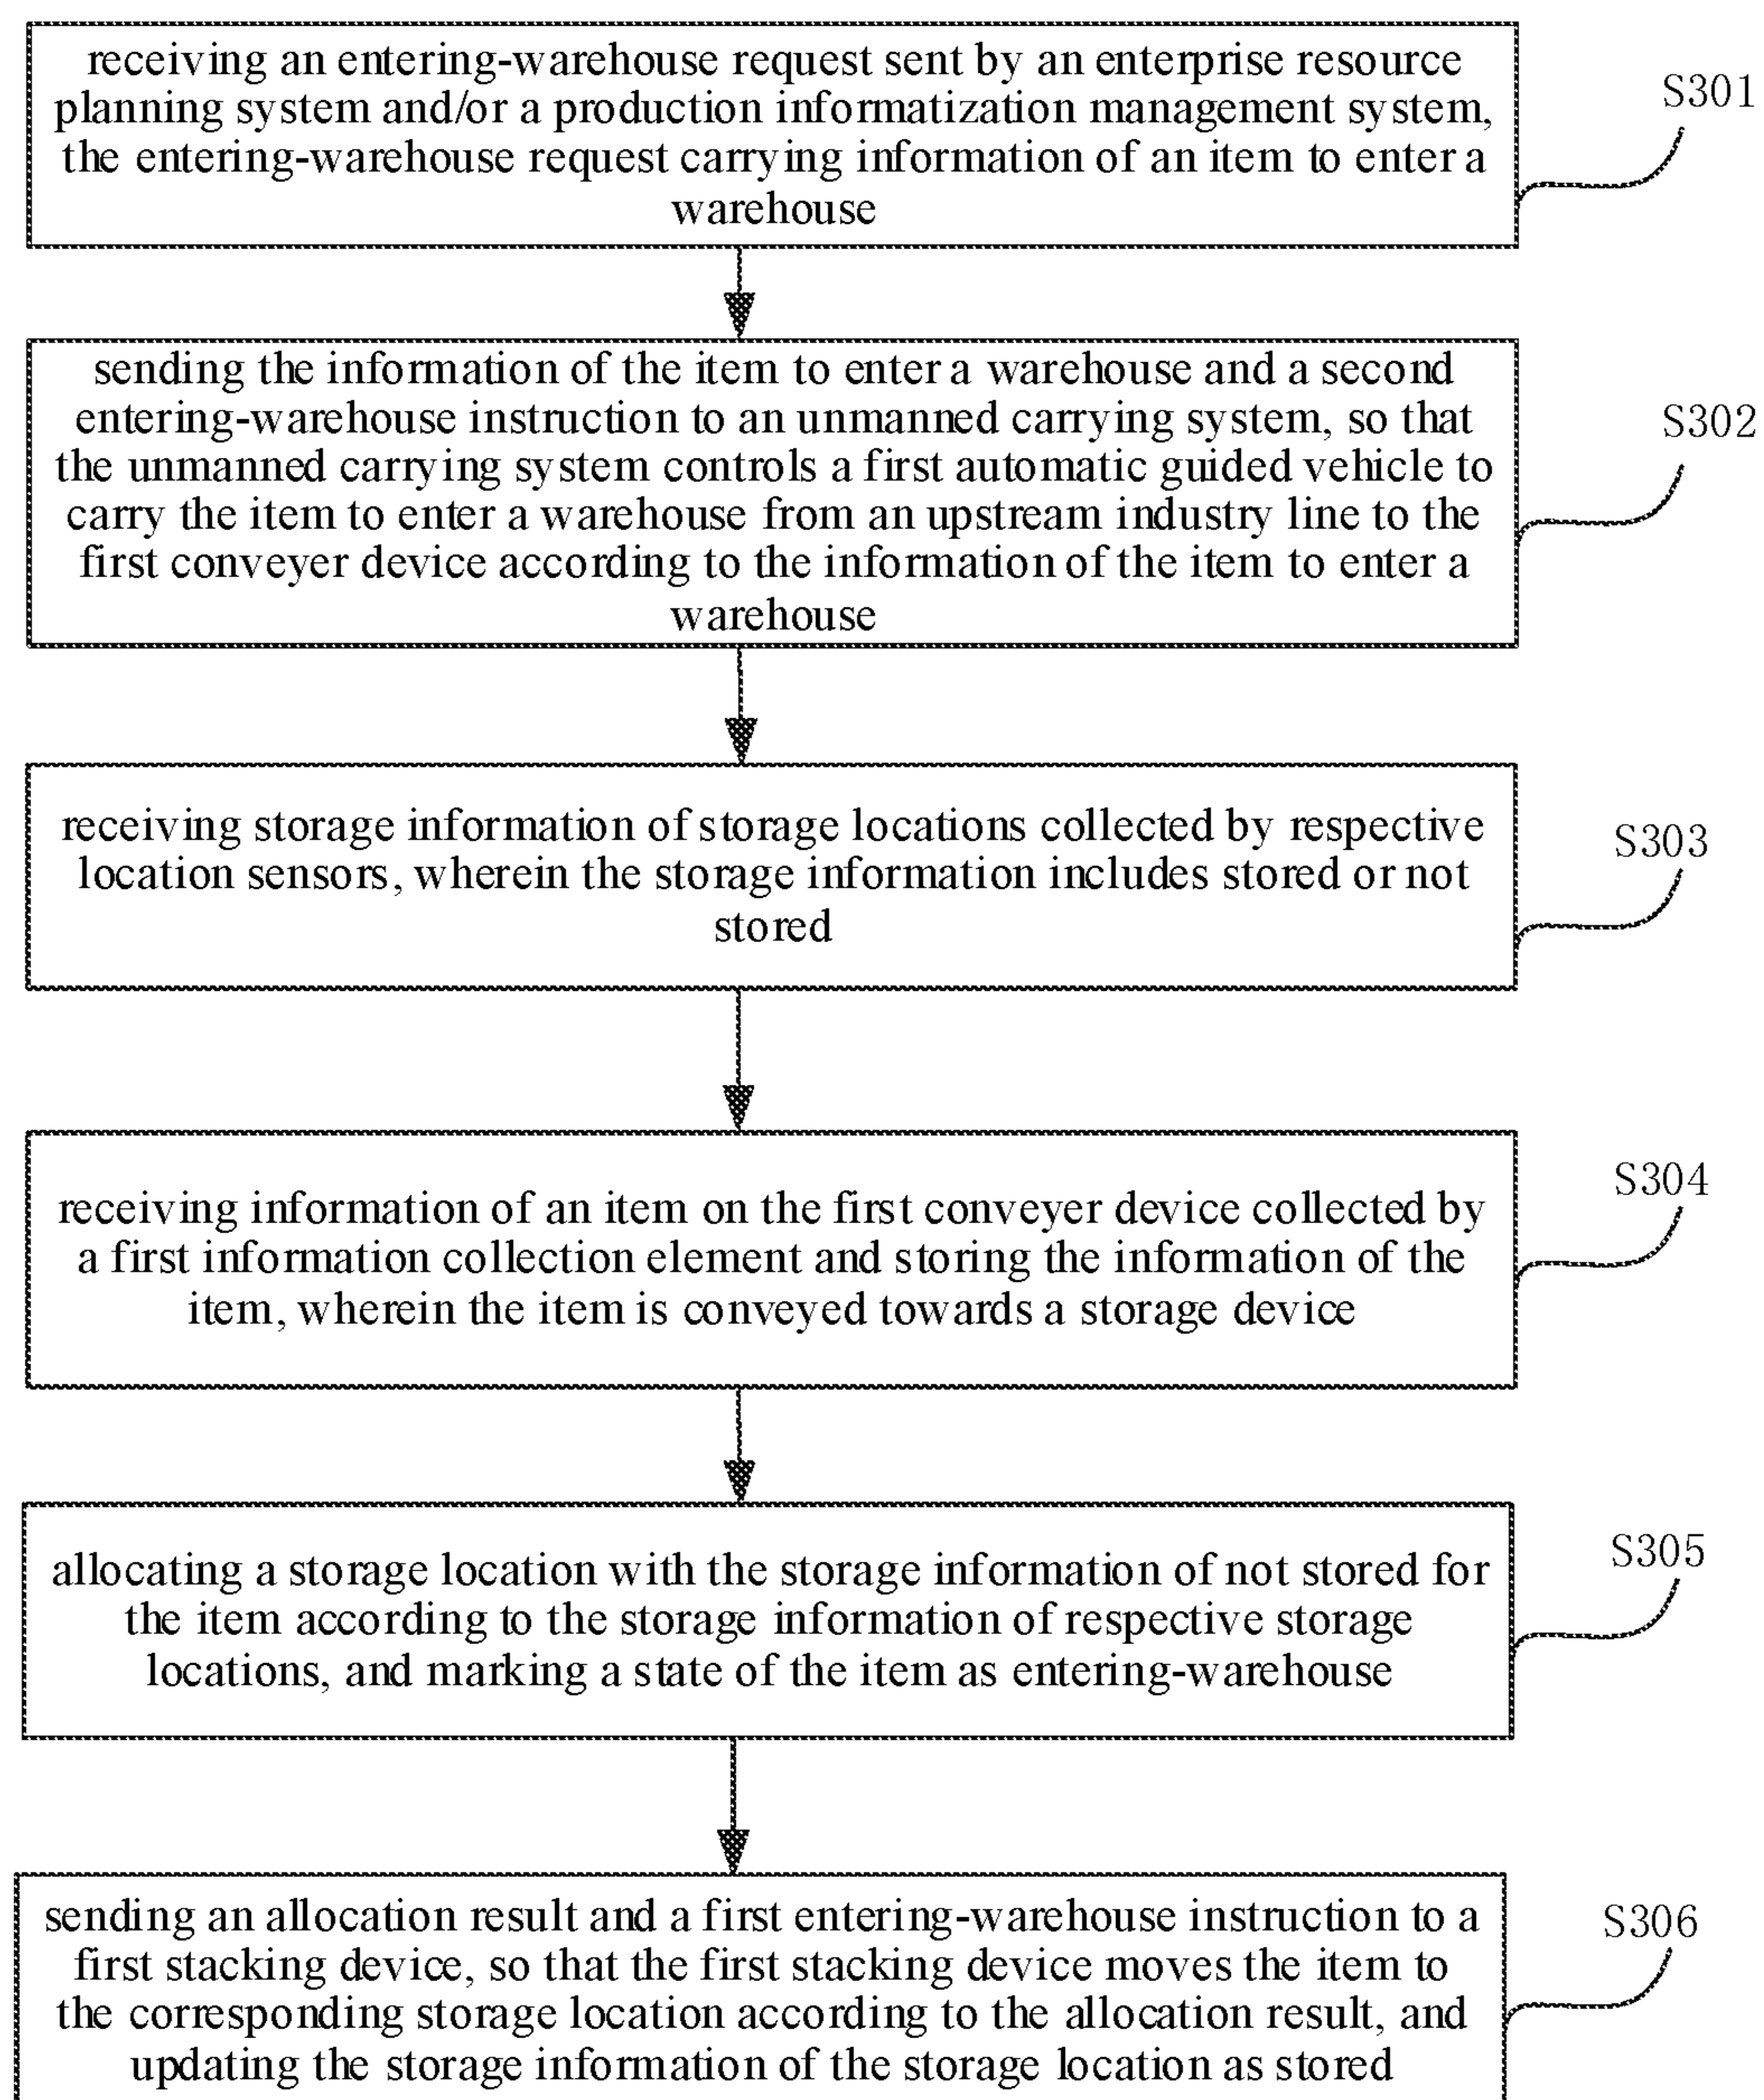 receiving an entering-warehouse request sent by an enterprise resource
planning system and/or a production informatization management system,
the entering-warehouse request carrying information of an item to enter a
warehouse
S301
sending the information of the item to enter a warehouse and a second
entering-warehouse instruction to an unmanned carrying system, so that
the unmanned carrying system controls a first automatic guided vehicle to
carry the item to enter a warehouse from an upstream industry line to the
first conveyer device according to the information of the item to enter a
warehouse
S302
receiving storage information of storage locations collected by respective
location sensors, wherein the storage information includes stored or not
stored
S303
receiving information of an item on the first conveyer device collected by
a first information collection element and storing the information of the
item, wherein the item is conveyed towards a storage device
S304
allocating a storage location with the storage information of not stored for
the item according to the storage information of respective storage
locations, and marking a state of the item as entering-warehouse
S305
sending an allocation result and a first entering-warehouse instruction to a
first stacking device, so that the first stacking device moves the item to
the corresponding storage location according to the allocation result, and
updating the storage information of the storage location as stored
S306